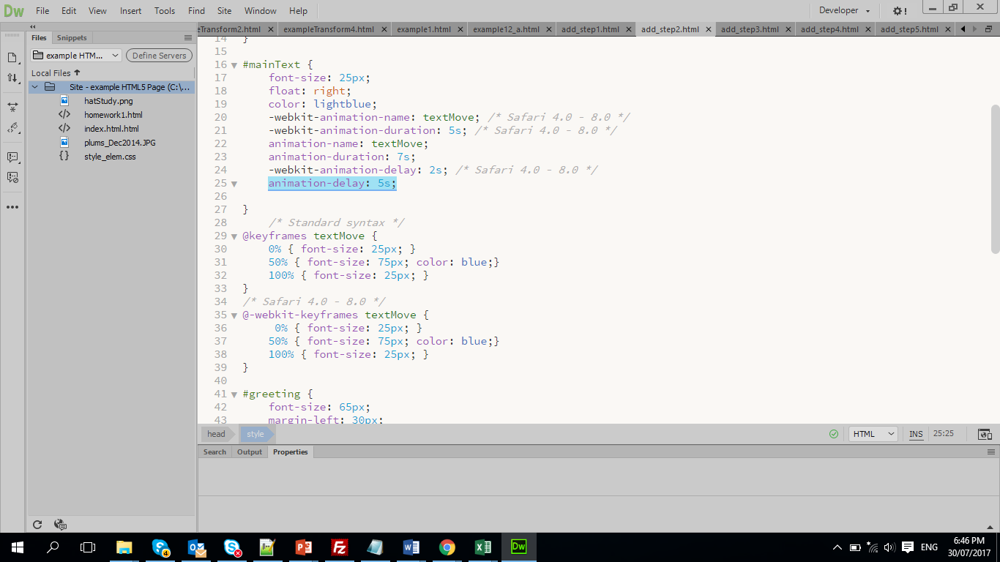 Dw File Edit View Insert Format Tools Find Site Window Help Developer
Files Snippets
example HTM... Define Servers
Local Files
Site - example HTML5 Page (C:\...
hatStudy.png
homework1.html
index.html.html
plums_Dec2014.JPG
style_elem.css
eTransform2.html exampleTransform4.html example1.html example12_a.html add_step1.html add_step2.html add_step3.html add_step4.html add_step5.html
14 }
15
16 #mainText {
17 font-size: 25px;
18 float: right;
19 color: lightblue;
20 -webkit-animation-name: textMove; /* Safari 4.0 - 8.0 */
21 -webkit-animation-duration: 5s; /* Safari 4.0 - 8.0 */
22 animation-name: textMove;
23 animation-duration: 7s;
24 -webkit-animation-delay: 2s; /* Safari 4.0 - 8.0 */
25 animation-delay: 5s;
26
27 }
28 /* Standard syntax */
29 @keyframes textMove {
30 0% { font-size: 25px; }
31 50% { font-size: 75px; color: blue;}
32 100% { font-size: 25px; }
33 }
34 /* Safari 4.0 - 8.0 */
35 @-webkit-keyframes textMove {
36 0% { font-size: 25px; }
37 50% { font-size: 75px; color: blue;}
38 100% { font-size: 25px; }
39 }
40
41 #greeting {
42 font-size: 65px;
43 margin-left: 30px;
head style HTML INS 25:25
Search Output Properties
4 Dw ENG 6:46 PM
30/07/2017